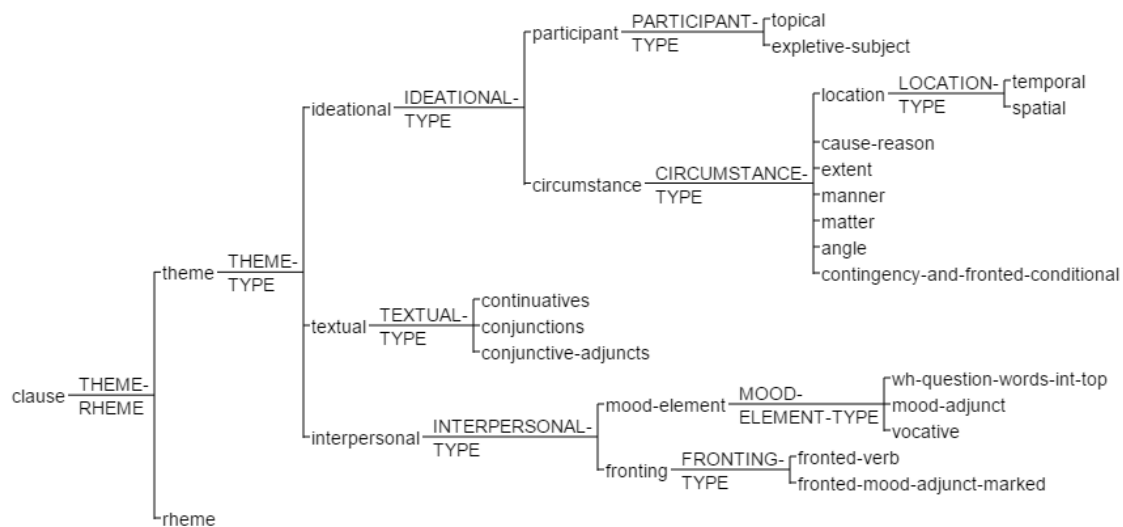 participant PARTICIPANT-TYPE topical
expletive-subject
ideational IDEATIONAL-TYPE
location LOCATION-TYPE temporal
spatial
cause-reason
extent
circumstance CIRCUMSTANCE-TYPE
manner
matter
angle
contingency-and-fronted-conditional
theme THEME-TYPE
continuatives
textual TEXTUAL-TYPE conjunctions
conjunctive-adjuncts
clause THEME-RHEME
wh-question-words-int-top
mood-element MOOD-ELEMENT-TYPE mood-adjunct
vocative
interpersonal INTERPERSONAL-TYPE
fronting FRONTING-TYPE fronted-verb
fronted-mood-adjunct-marked
rheme